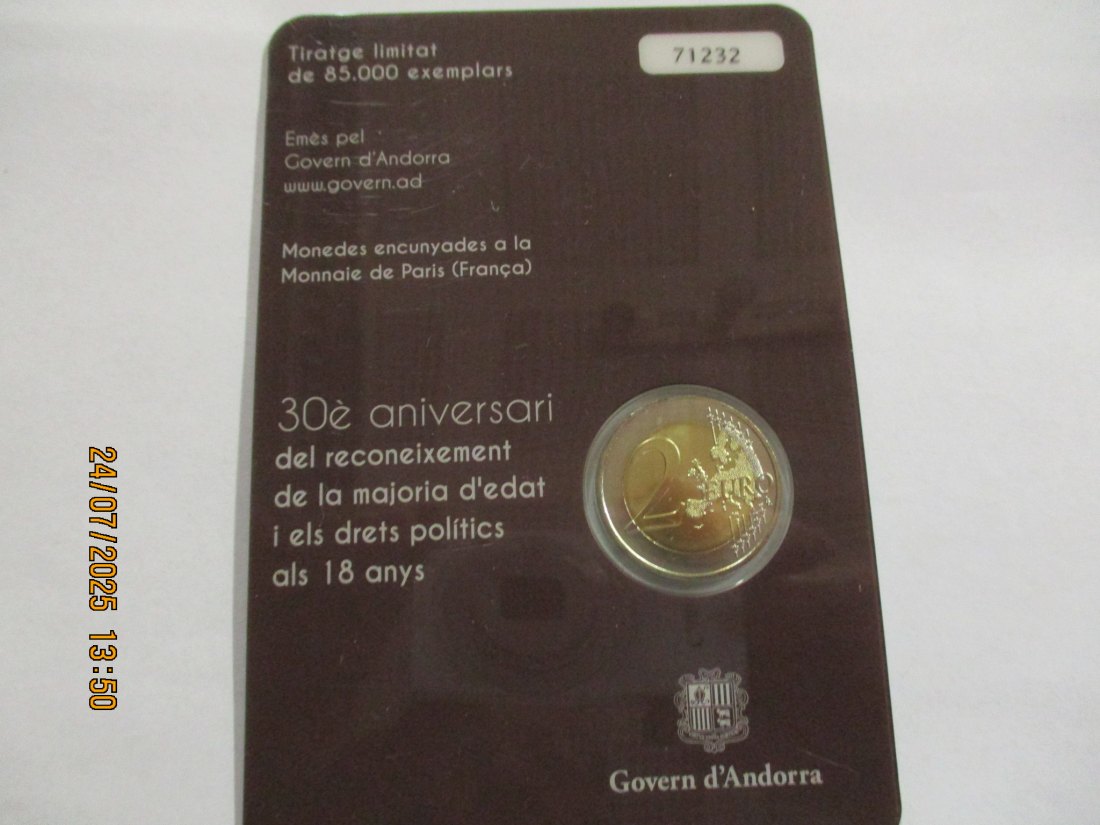 Tiratge limitat
de 85.000 exemplars
71232
Emès pel
Govern d'Andorra
www.govern.ad
Monedes encunyades a la
Monnaie de Paris (França)
30è aniversari
del reconeixement
de la majoria d'edat
i els drets polítics
als 18 anys
2 EURO
Govern d'Andorra
24/07/2025 13:50